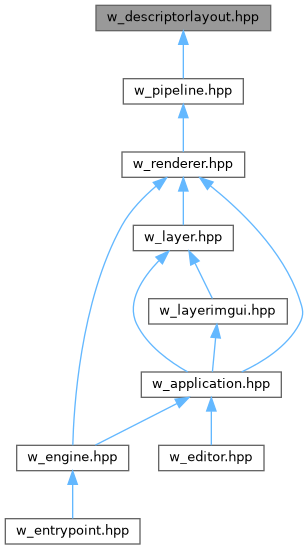 w_descriptorlayout.hpp
w_pipeline.hpp
w_renderer.hpp
w_layer.hpp
w_layerimgui.hpp
w_application.hpp
w_engine.hpp
w_editor.hpp
w_entrypoint.hpp